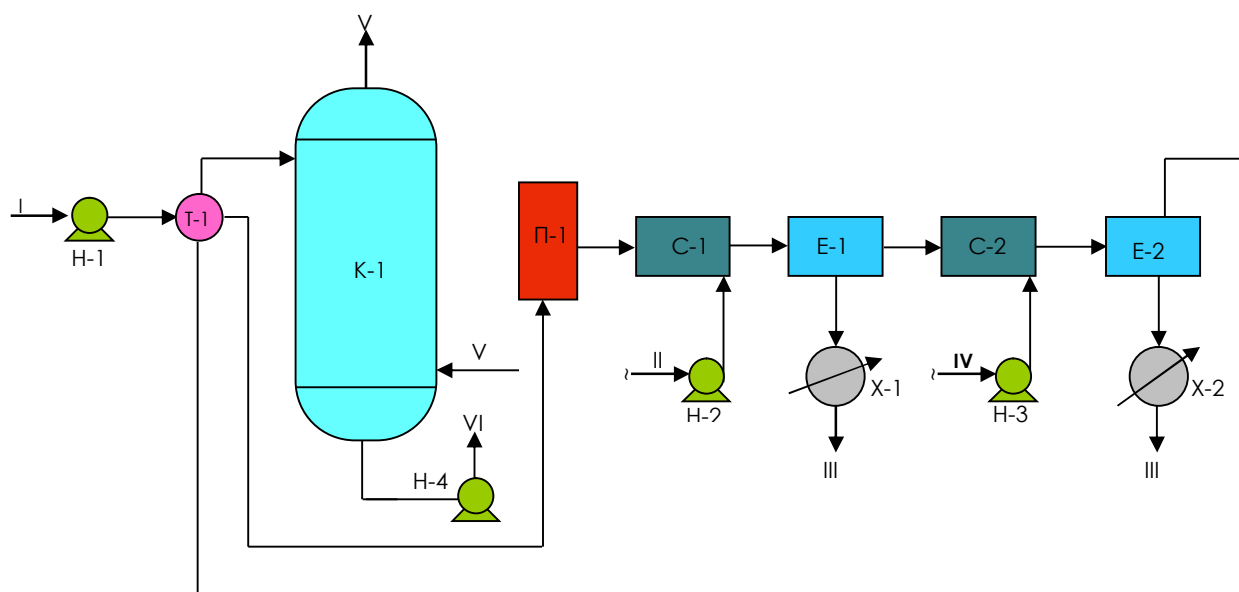 V
I
Т-1
Н-1
К-1
П-1
С-1
Е-1
С-2
Е-2
V
~ II
Н-2
Х-1
~ IV
Н-3
Х-2
VI
Н-4
III
III